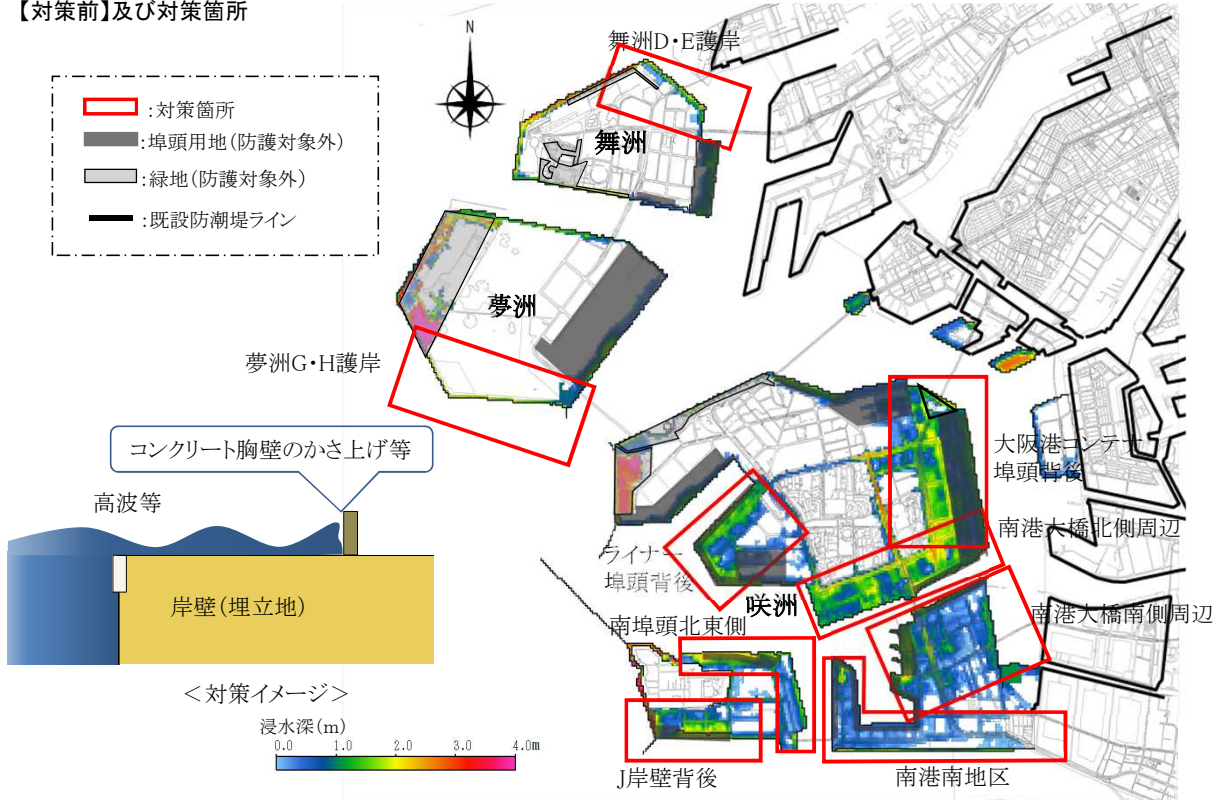 【対策前】及び対策箇所
N
:対策箇所
:埠頭用地(防護対象外)
:緑地(防護対象外)
:既設防潮堤ライン
舞洲D・E護岸
舞洲
夢洲
夢洲G・H護岸
コンクリート胸壁のかさ上げ等
高波等
岸壁(埋立地)
<対策イメージ>
浸水深(m)
0.0 1.0 2.0 3.0 4.0m
大阪港コンテナ
埠頭背後
南港大橋北側周辺
ライナー
埠頭背後
咲洲
南港大橋南側周辺
南埠頭北東側
J岸壁背後
南港南地区